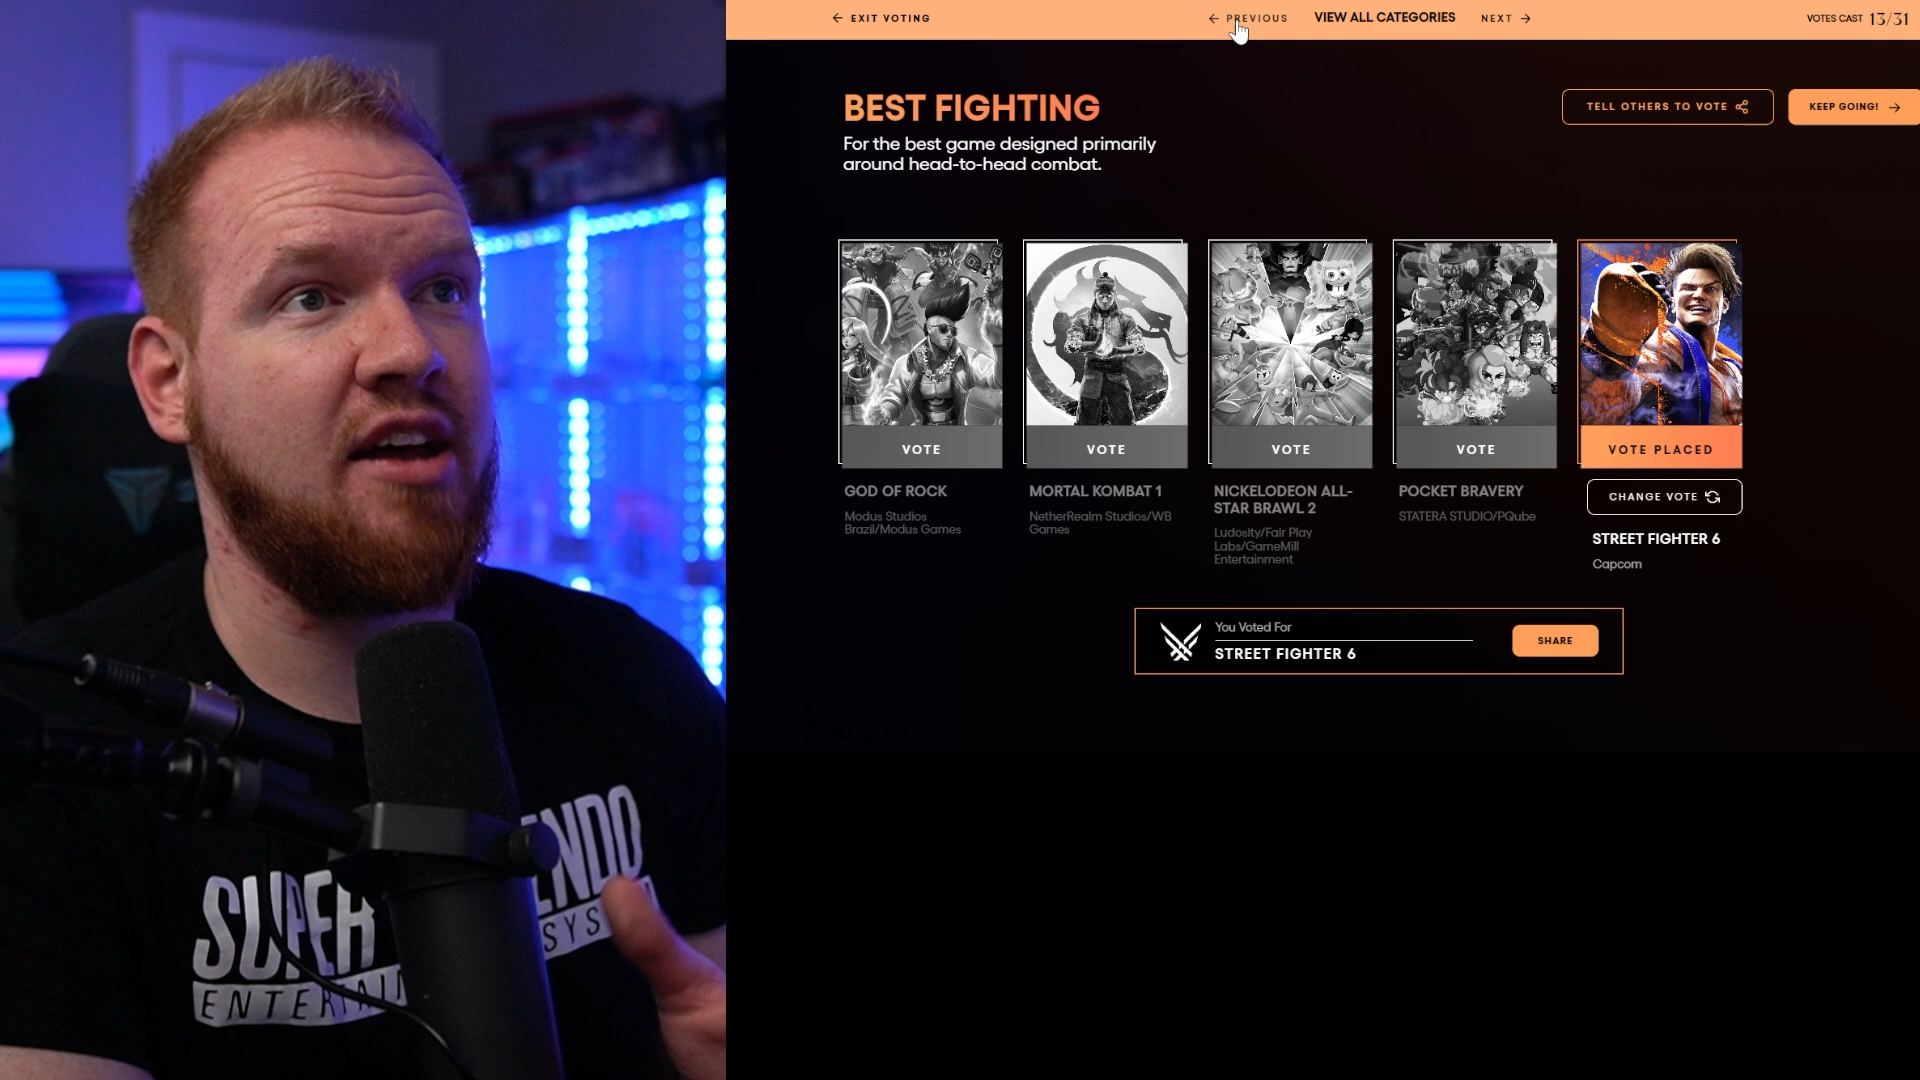 EXIT VOTING
PREVIOUS
VIEW ALL CATEGORIES
NEXT
VOTES CAST 13/31
BEST FIGHTING
For the best game designed primarily
around head-to-head combat.
TELL OTHERS TO VOTE
KEEP GOING!
VOTE
VOTE
VOTE
VOTE
VOTE PLACED
GOD OF ROCK
Modus Studios
Brazil/Modus Games
MORTAL KOMBAT 1
NetherRealm Studios/WB
Games
NICKELODEON ALL-
STAR BRAWL 2
Ludosity/Fair Play
Labs/GameMill
Entertainment
POCKET BRAVERY
STATERA STUDIO/PQube
CHANGE VOTE
STREET FIGHTER 6
Capcom
You Voted For
STREET FIGHTER 6
SHARE
SUPER
ENDO
ENTERTAI
SYS